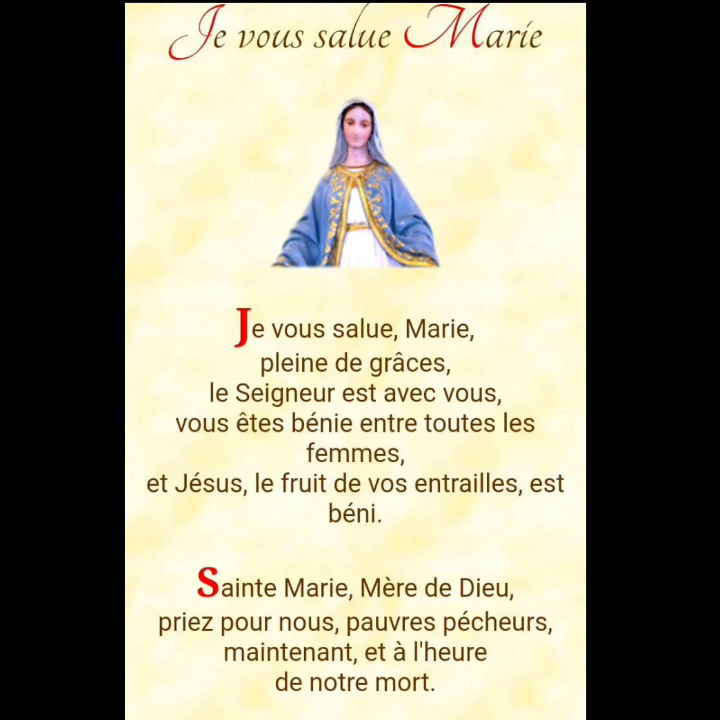 Je vous salue Marie
Je vous salue, Marie,
pleine de grâces,
le Seigneur est avec vous,
vous êtes bénie entre toutes les
femmes,
et Jésus, le fruit de vos entrailles, est
béni.
Sainte Marie, Mère de Dieu,
priez pour nous, pauvres pécheurs,
maintenant, et à l'heure
de notre mort.